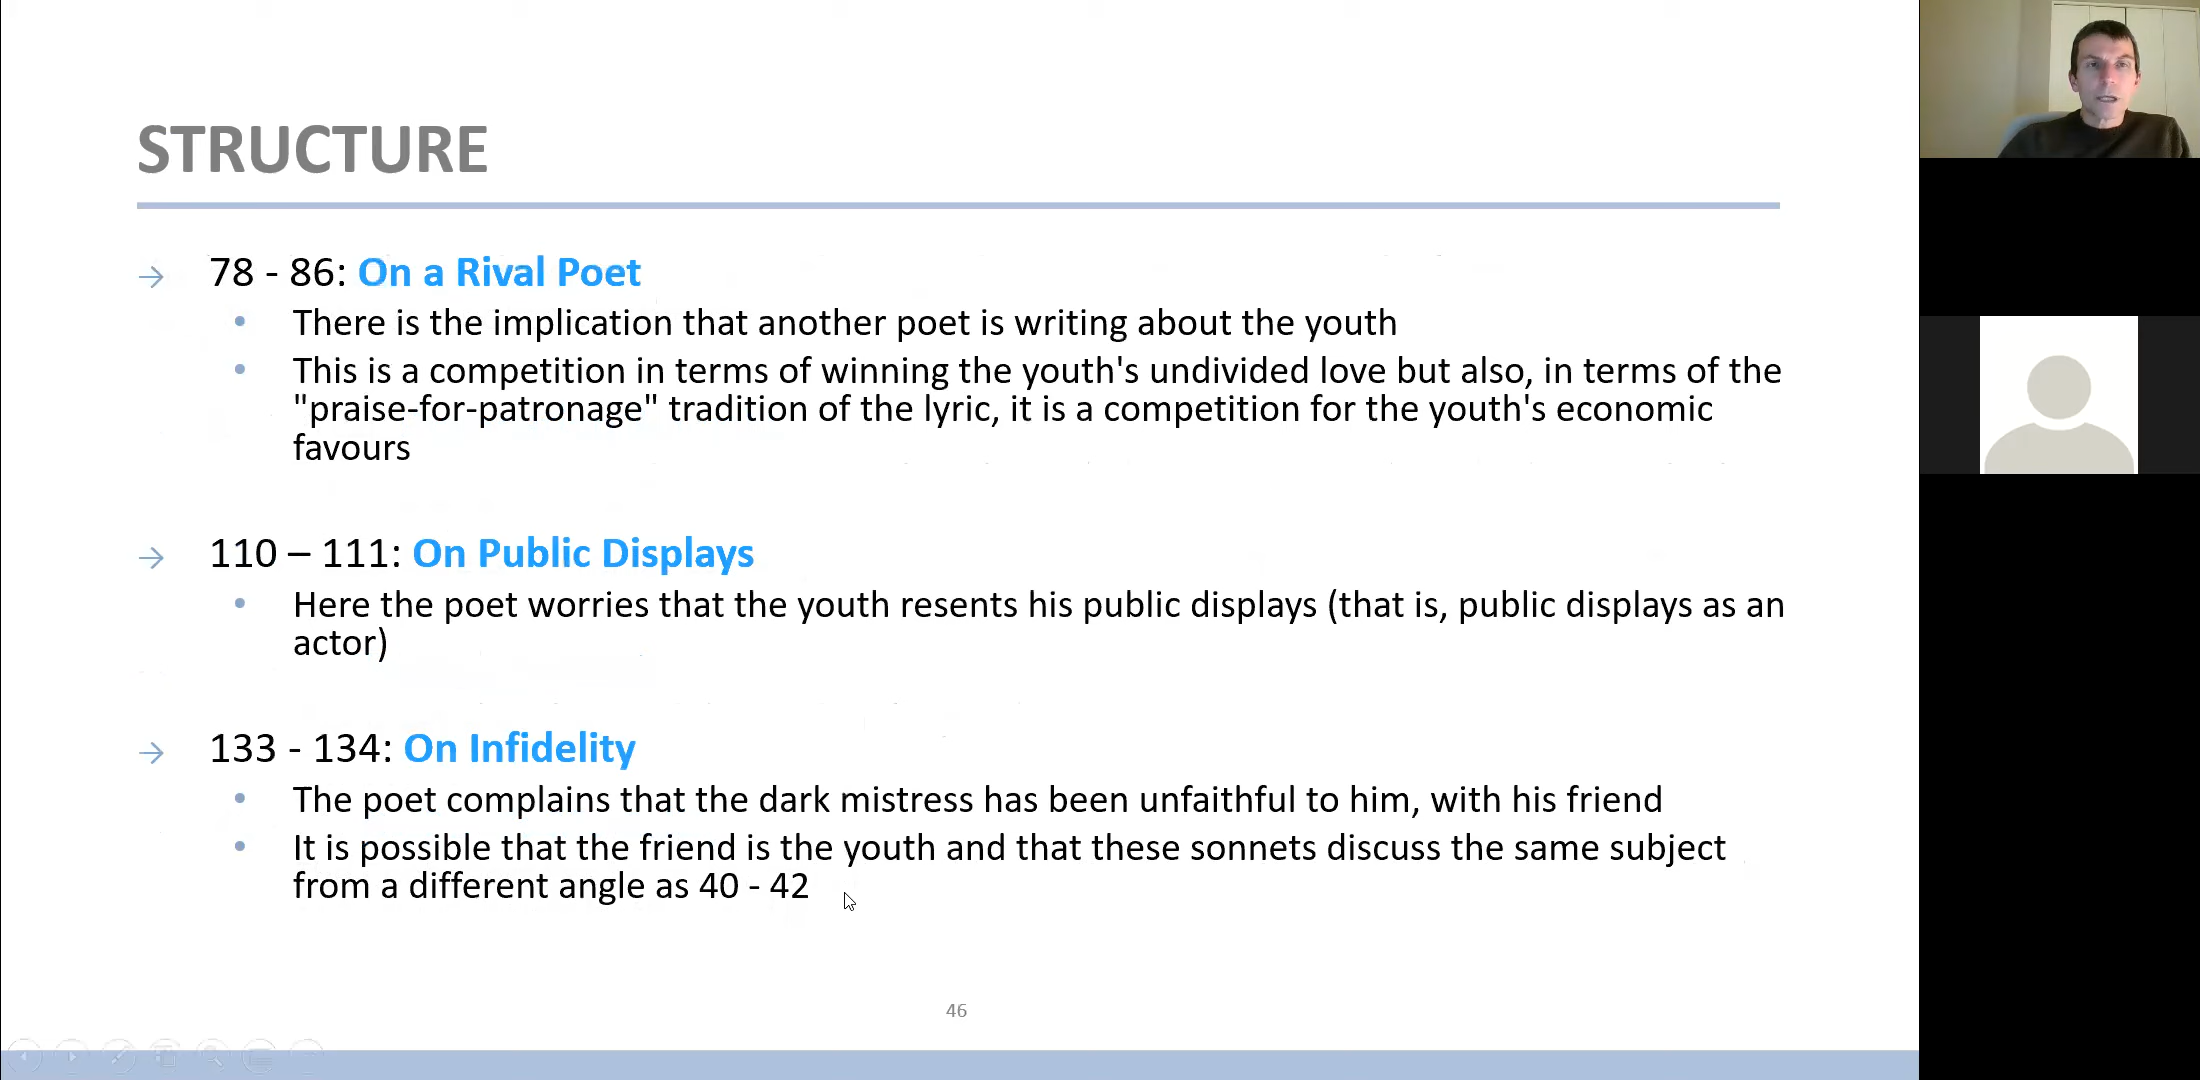 STRUCTURE
78 - 86: On a Rival Poet
There is the implication that another poet is writing about the youth
This is a competition in terms of winning the youth's undivided love but also, in terms of the
"praise-for-patronage" tradition of the lyric, it is a competition for the youth's economic
favours
110 – 111: On Public Displays
Here the poet worries that the youth resents his public displays (that is, public displays as an
actor)
133 - 134: On Infidelity
The poet complains that the dark mistress has been unfaithful to him, with his friend
It is possible that the friend is the youth and that these sonnets discuss the same subject
from a different angle as 40 - 42
46